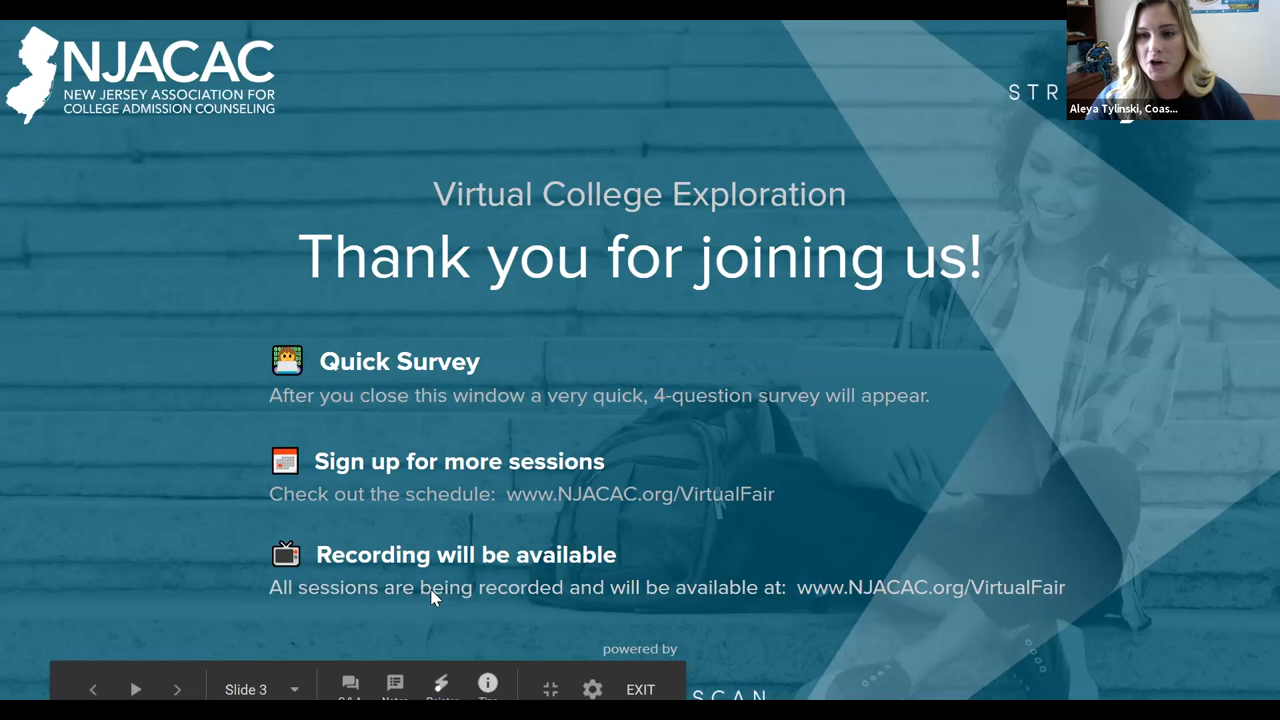 NJACAC
NEW JERSEY ASSOCIATION FOR
COLLEGE ADMISSION COUNSELING
STR
Aleya Tylinski, Coas...
Virtual College Exploration
Thank you for joining us!
Quick Survey
After you close this window a very quick, 4-question survey will appear.
Sign up for more sessions
Check out the schedule: www.NJACAC.org/VirtualFair
Recording will be available
All sessions are being recorded and will be available at: www.NJACAC.org/VirtualFair
powered by
Slide 3
EXIT
SCAN